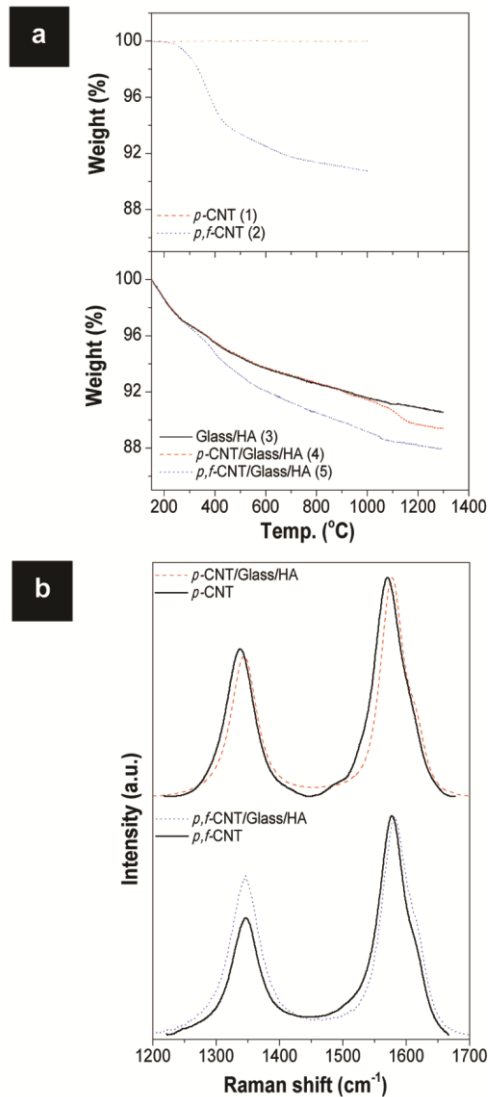 a
100
96
92
88
Weight (%)
p-CNT (1)
p,f-CNT (2)
100
96
92
88
Weight (%)
Glass/HA (3)
p-CNT/Glass/HA (4)
p,f-CNT/Glass/HA (5)
200 400 600 800 1000 1200 1400
Temp. (°C)
b
p-CNT/Glass/HA
p-CNT
p,f-CNT/Glass/HA
p,f-CNT
Intensity (a.u.)
1200 1300 1400 1500 1600 1700
Raman shift (cm⁻¹)